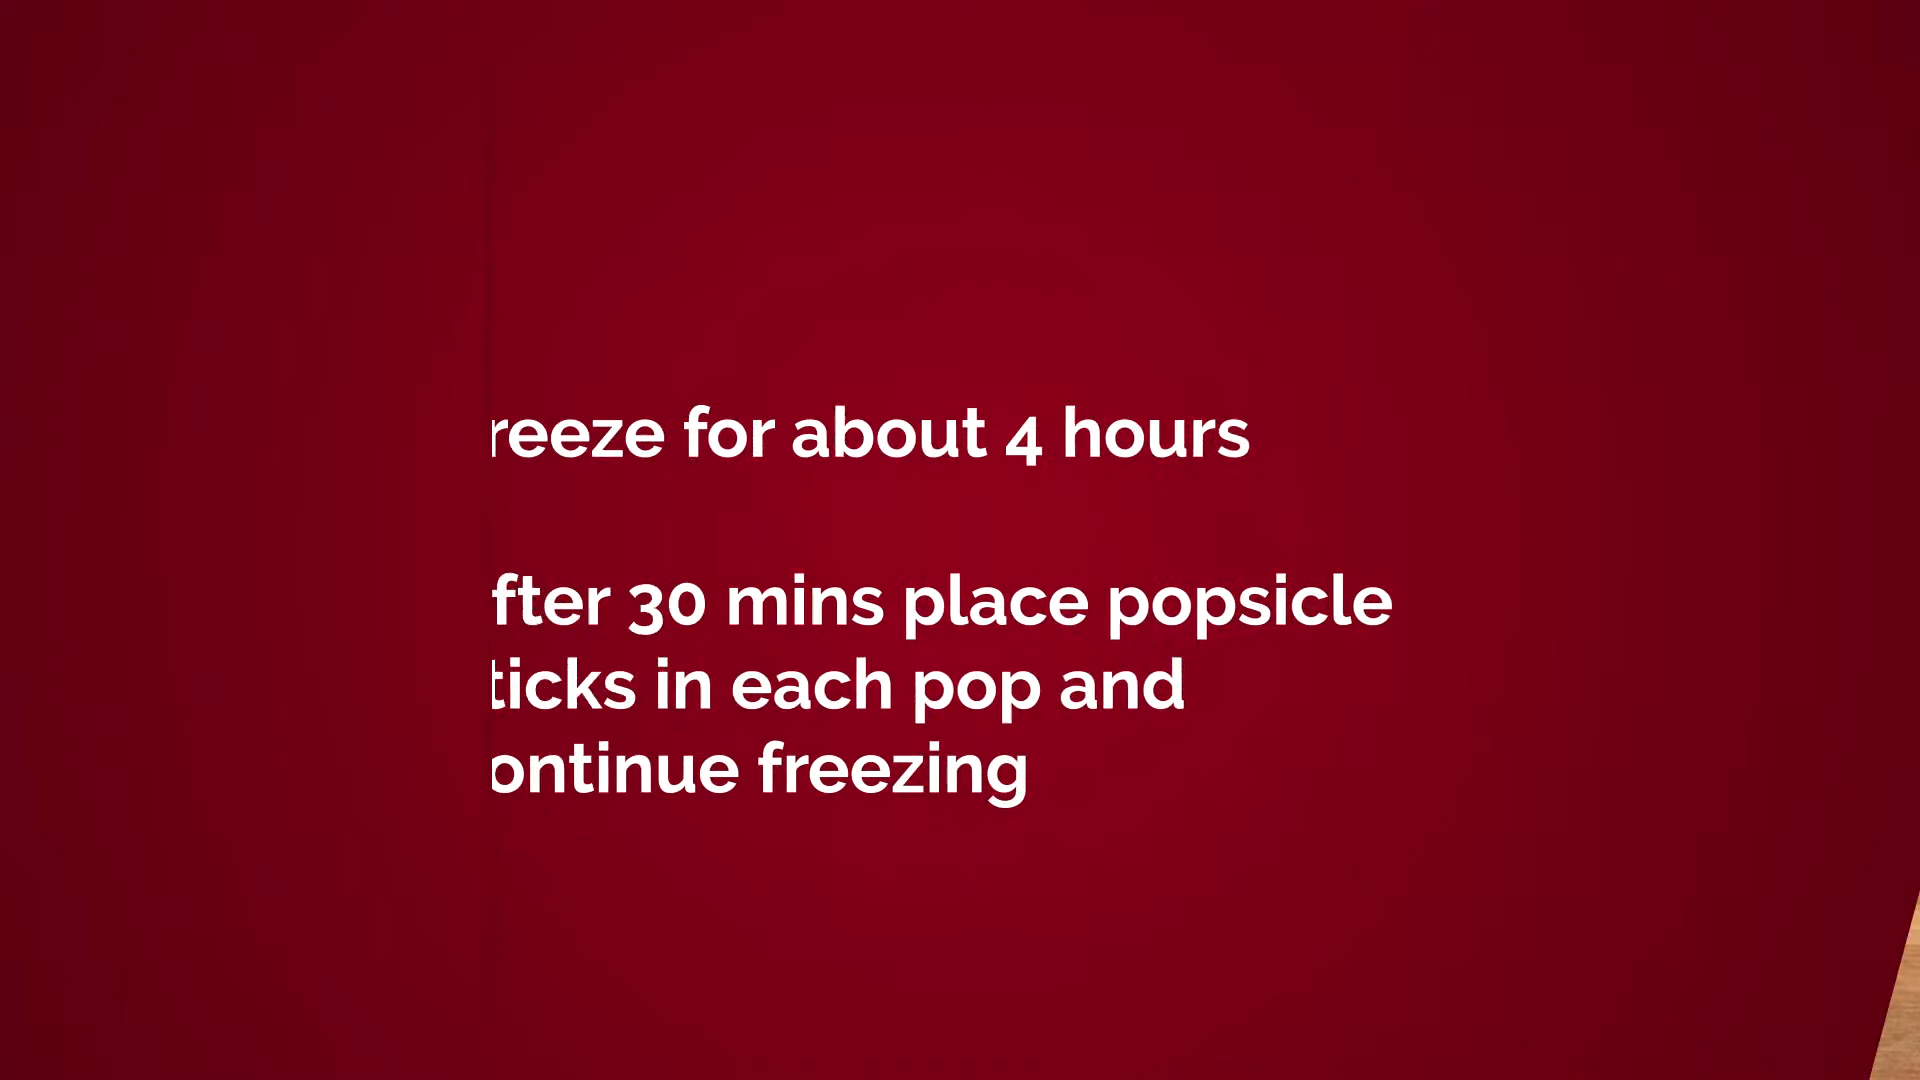 reeze for about 4 hours
fter 30 mins place popsicle
ticks in each pop and
ontinue freezing